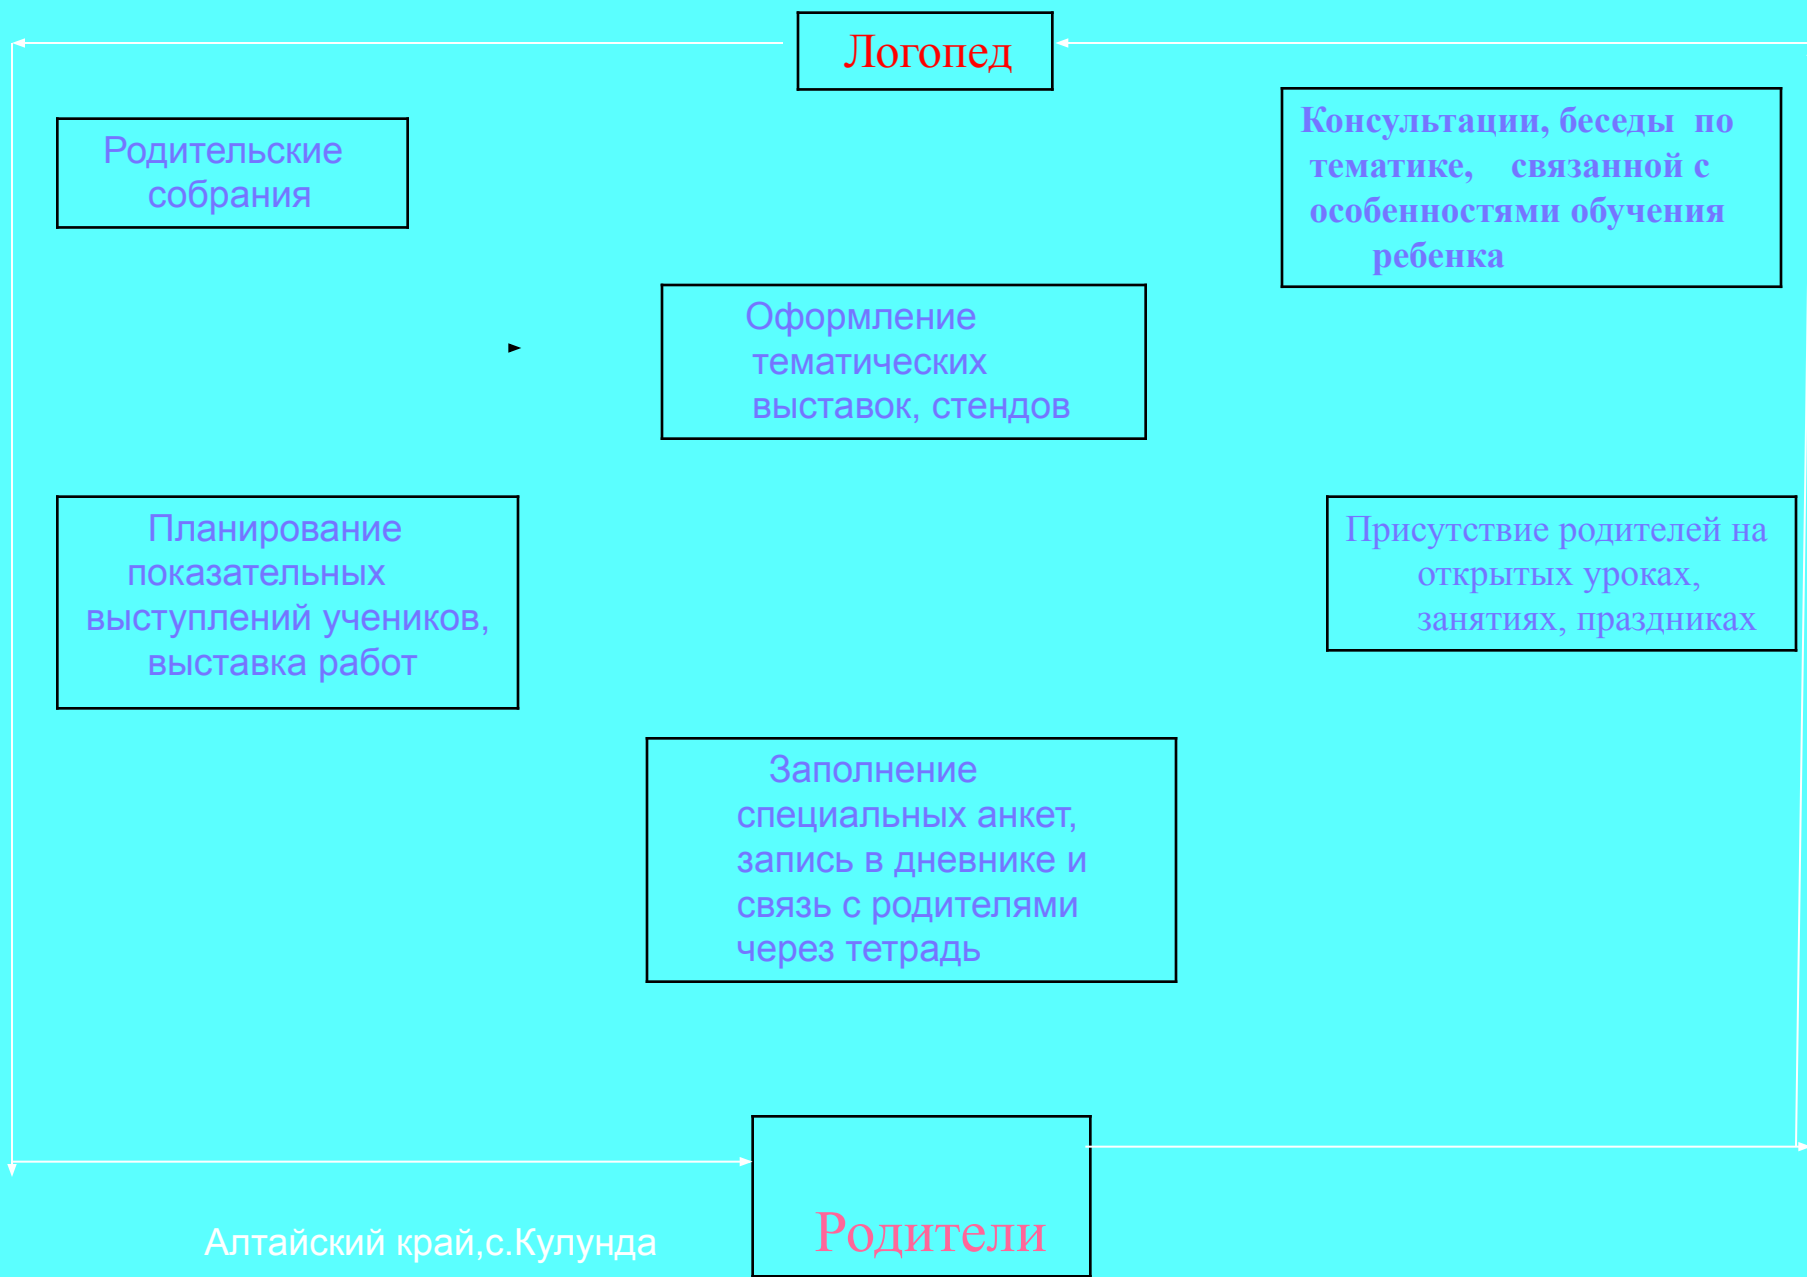 Логопед
Родительские
собрания
Консультации, беседы по
тематике, связанной с
особенностями обучения
ребенка
Оформление
тематических
выставок, стендов
Планирование
показательных
выступлений учеников,
выставка работ
Присутствие родителей на
открытых уроках,
занятиях, праздниках
Заполнение
специальных анкет,
запись в дневнике и
связь с родителями
через тетрадь
Родители
Алтайский край,с.Кулунда